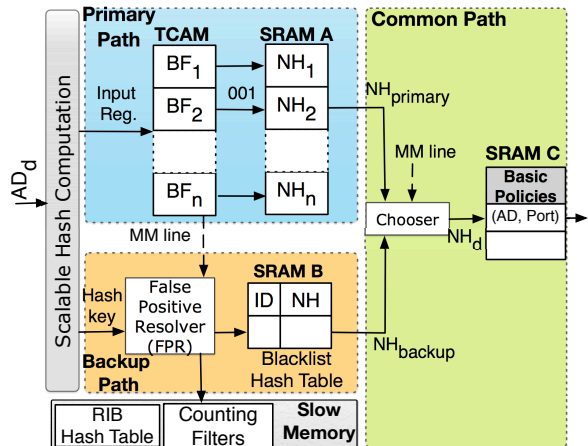 Primary
Path
Common Path
TCAM
SRAM A
BF1
NH1
Input
Reg.
001
BF2
NH2
NHprimary
BFn
NHn
MM line
SRAM C
Basic
Policies
(AD, Port)
Chooser
NHd
ADd
Scalable Hash Computation
MM line
SRAM B
Hash
key
False
Positive
Resolver
(FPR)
ID
NH
Blacklist
Hash Table
NHbackup
Backup
Path
RIB
Hash Table
Counting
Filters
Slow
Memory